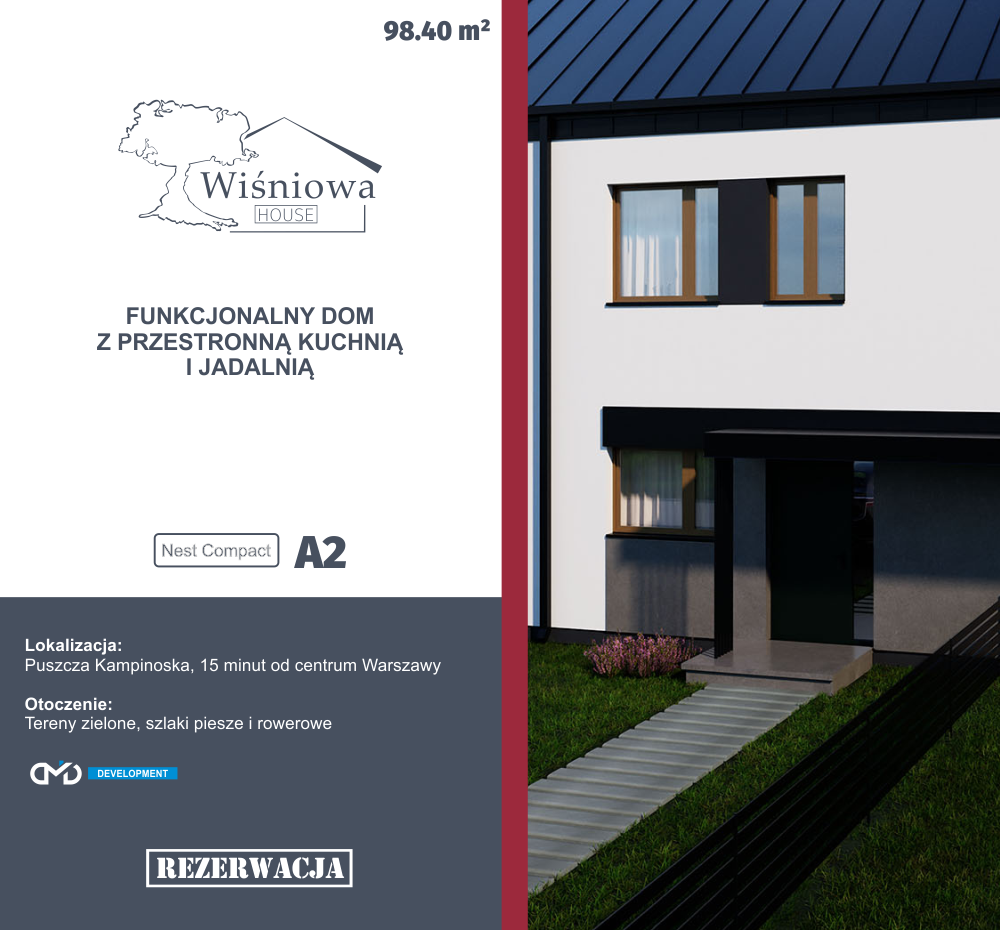 98.40 m²
Wiśniowa
HOUSE
FUNKCJONALNY DOM
Z PRZESTRONNĄ KUCHNIĄ
I JADALNIĄ
Nest Compact A2
Lokalizacja:
Puszcza Kampinoska, 15 minut od centrum Warszawy
Otoczenie:
Tereny zielone, szlaki piesze i rowerowe
DMD DEVELOPMENT
REZERWACJA